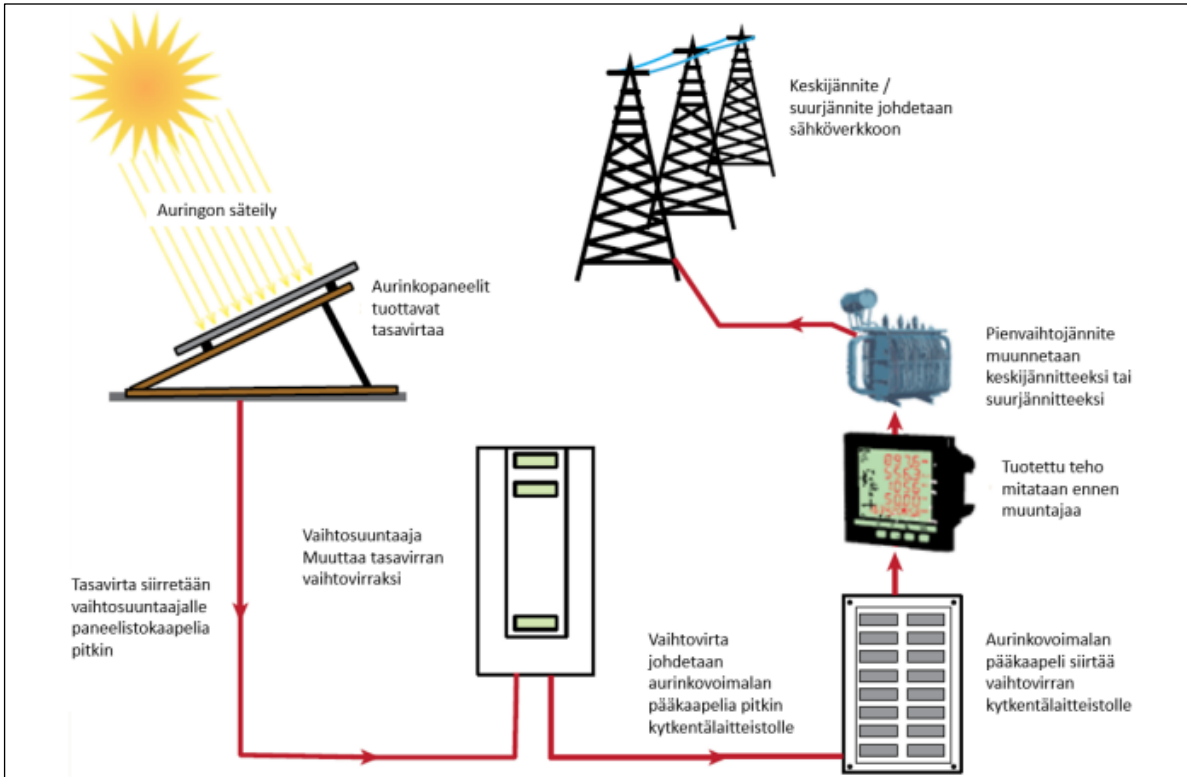 Keskijännite /
suurjännite johdetaan
sähköverkkoon
Auringon säteily
Aurinkopaneelit
tuottavat
tasavirtaa
Pienvaihtojännite
muunnetaan
keskijännitteeksi tai
suurjännitteeksi
Tuotettu teho
mitataan ennen
muuntajaa
Vaihtosuuntaaja
Muuttaa tasavirran
vaihtovirraksi
Tasavirta siirretään
vaihtosuuntaajalle
paneelistokaapelia
pitkin
Vaihtovirta
johdetaan
aurinkovoimalan
pääkaapelia pitkin
kytkentälaitteistolle
Aurinkovoimalan
pääkaapeli siirtää
vaihtovirran
kytkentälaitteistolle